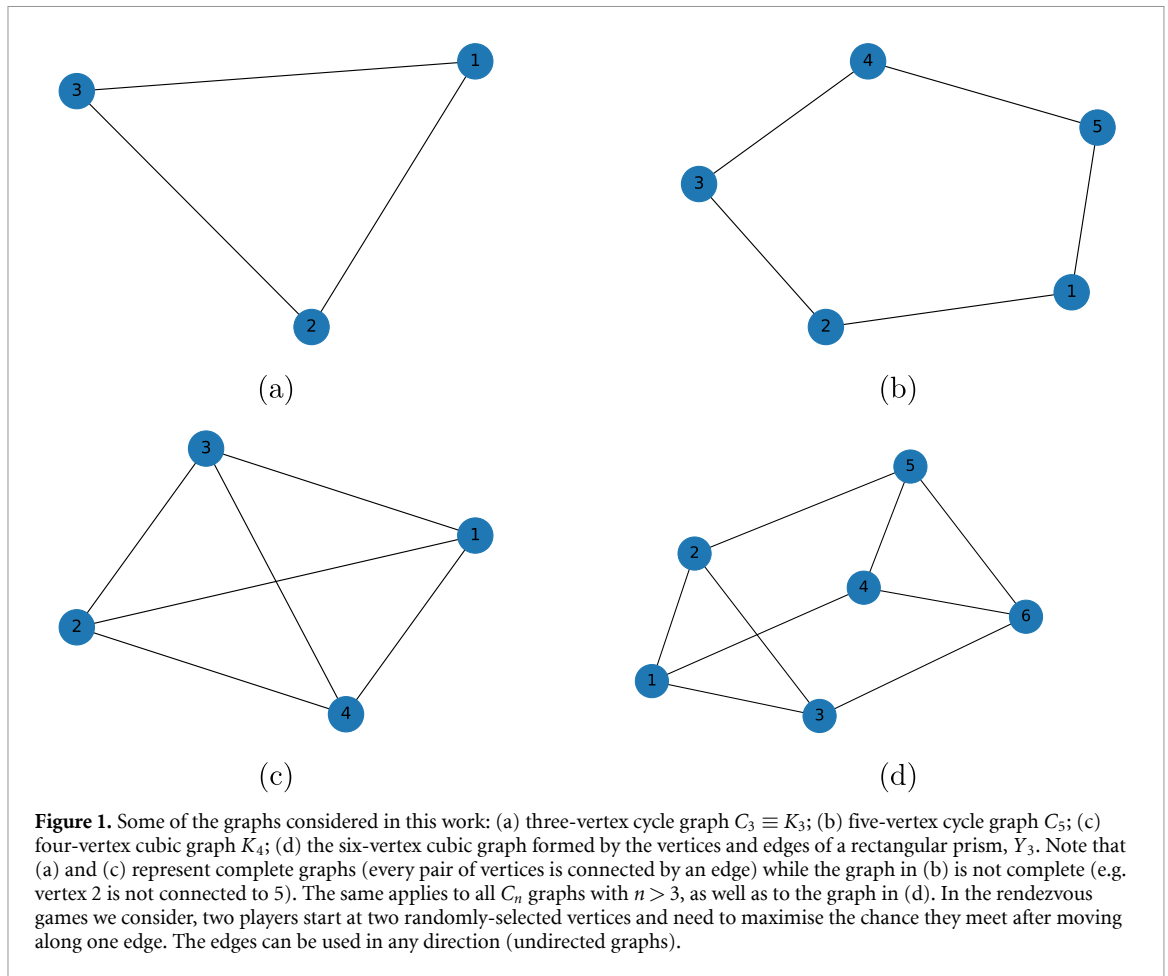 1
3
2
(a)
4
5
3
1
2
(b)
3
1
2
4
(c)
5
2
4
6
1
3
(d)
Figure 1. Some of the graphs considered in this work: (a) three-vertex cycle graph C₃ ≡ K₃; (b) five-vertex cycle graph C₅; (c)
four-vertex cubic graph K₄; (d) the six-vertex cubic graph formed by the vertices and edges of a rectangular prism, Y₃. Note that
(a) and (c) represent complete graphs (every pair of vertices is connected by an edge) while the graph in (b) is not complete (e.g.
vertex 2 is not connected to 5). The same applies to all Cₙ graphs with n > 3, as well as to the graph in (d). In the rendezvous
games we consider, two players start at two randomly-selected vertices and need to maximise the chance they meet after moving
along one edge. The edges can be used in any direction (undirected graphs).